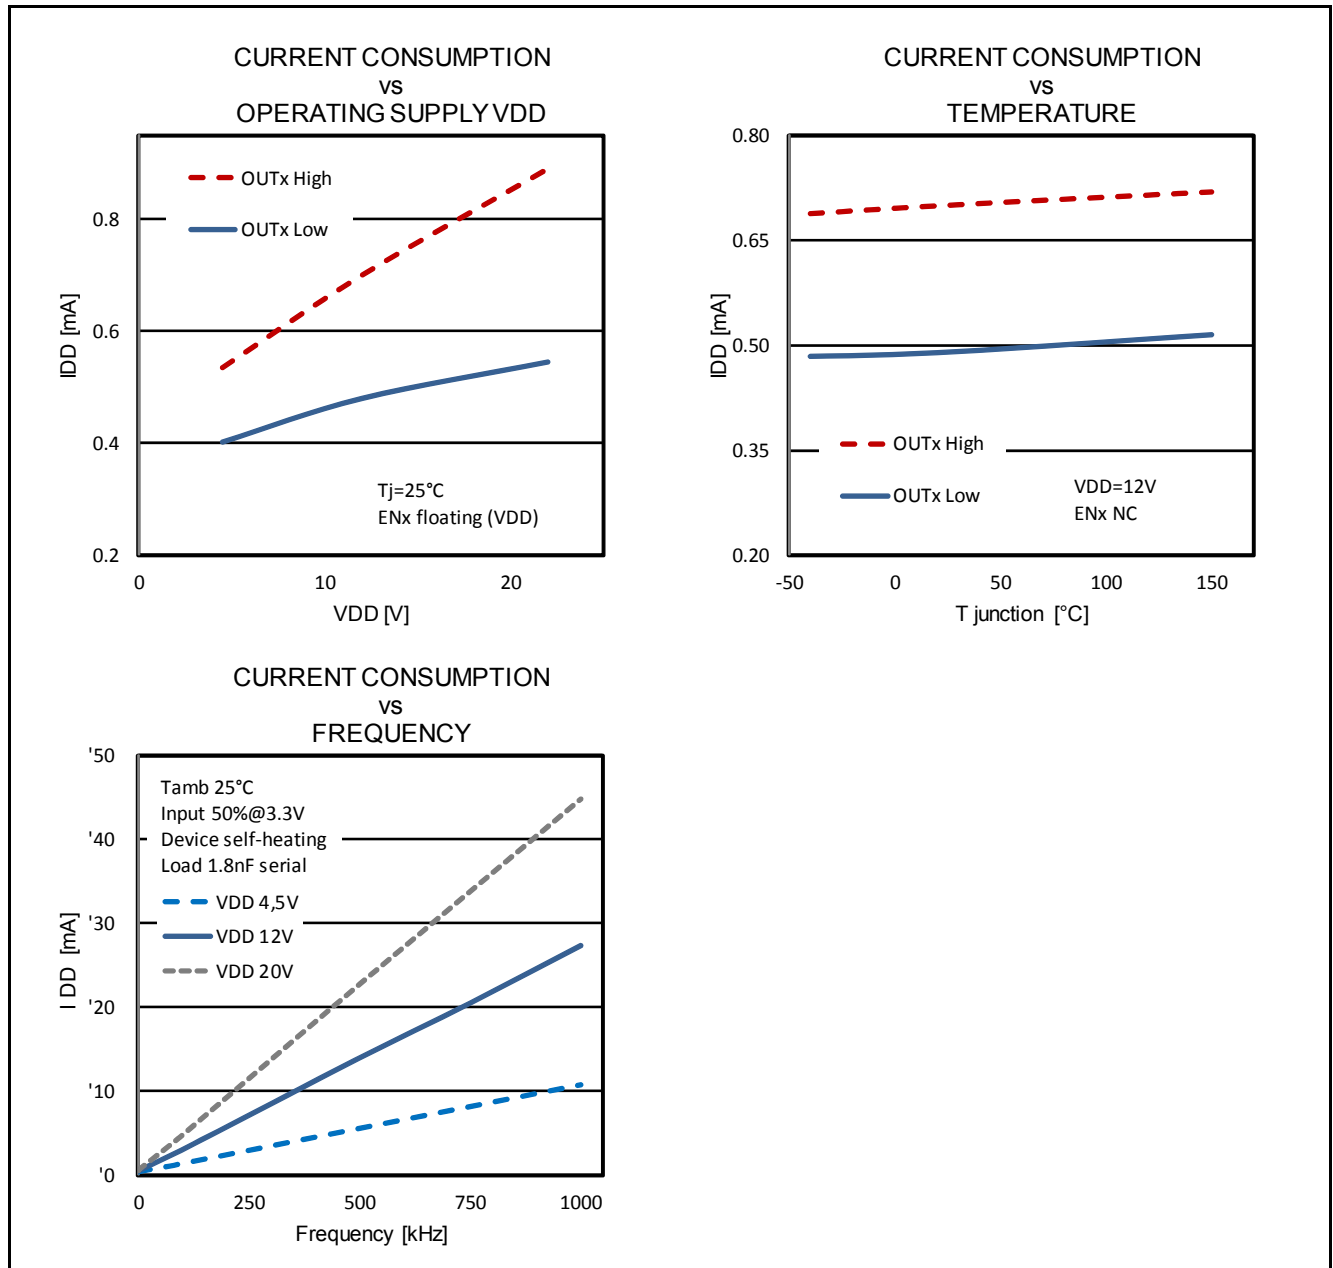 CURRENT CONSUMPTION
vs
OPERATING SUPPLY VDD
OUTx High
OUTx Low
0.8
0.6
0.4
0.2
IDD [mA]
Tj=25°C
ENx floating (VDD)
0 10 20
VDD [V]
CURRENT CONSUMPTION
vs
TEMPERATURE
0.80
0.65
0.50
0.35
0.20
IDD [mA]
OUTx High
OUTx Low
VDD=12V
ENx NC
-50 0 50 100 150
T junction [°C]
CURRENT CONSUMPTION
vs
FREQUENCY
'50
'40
'30
'20
'10
'0
I DD [mA]
Tamb 25°C
Input 50%@3.3V
Device self-heating
Load 1.8nF serial
VDD 4,5V
VDD 12V
VDD 20V
0 250 500 750 1000
Frequency [kHz]